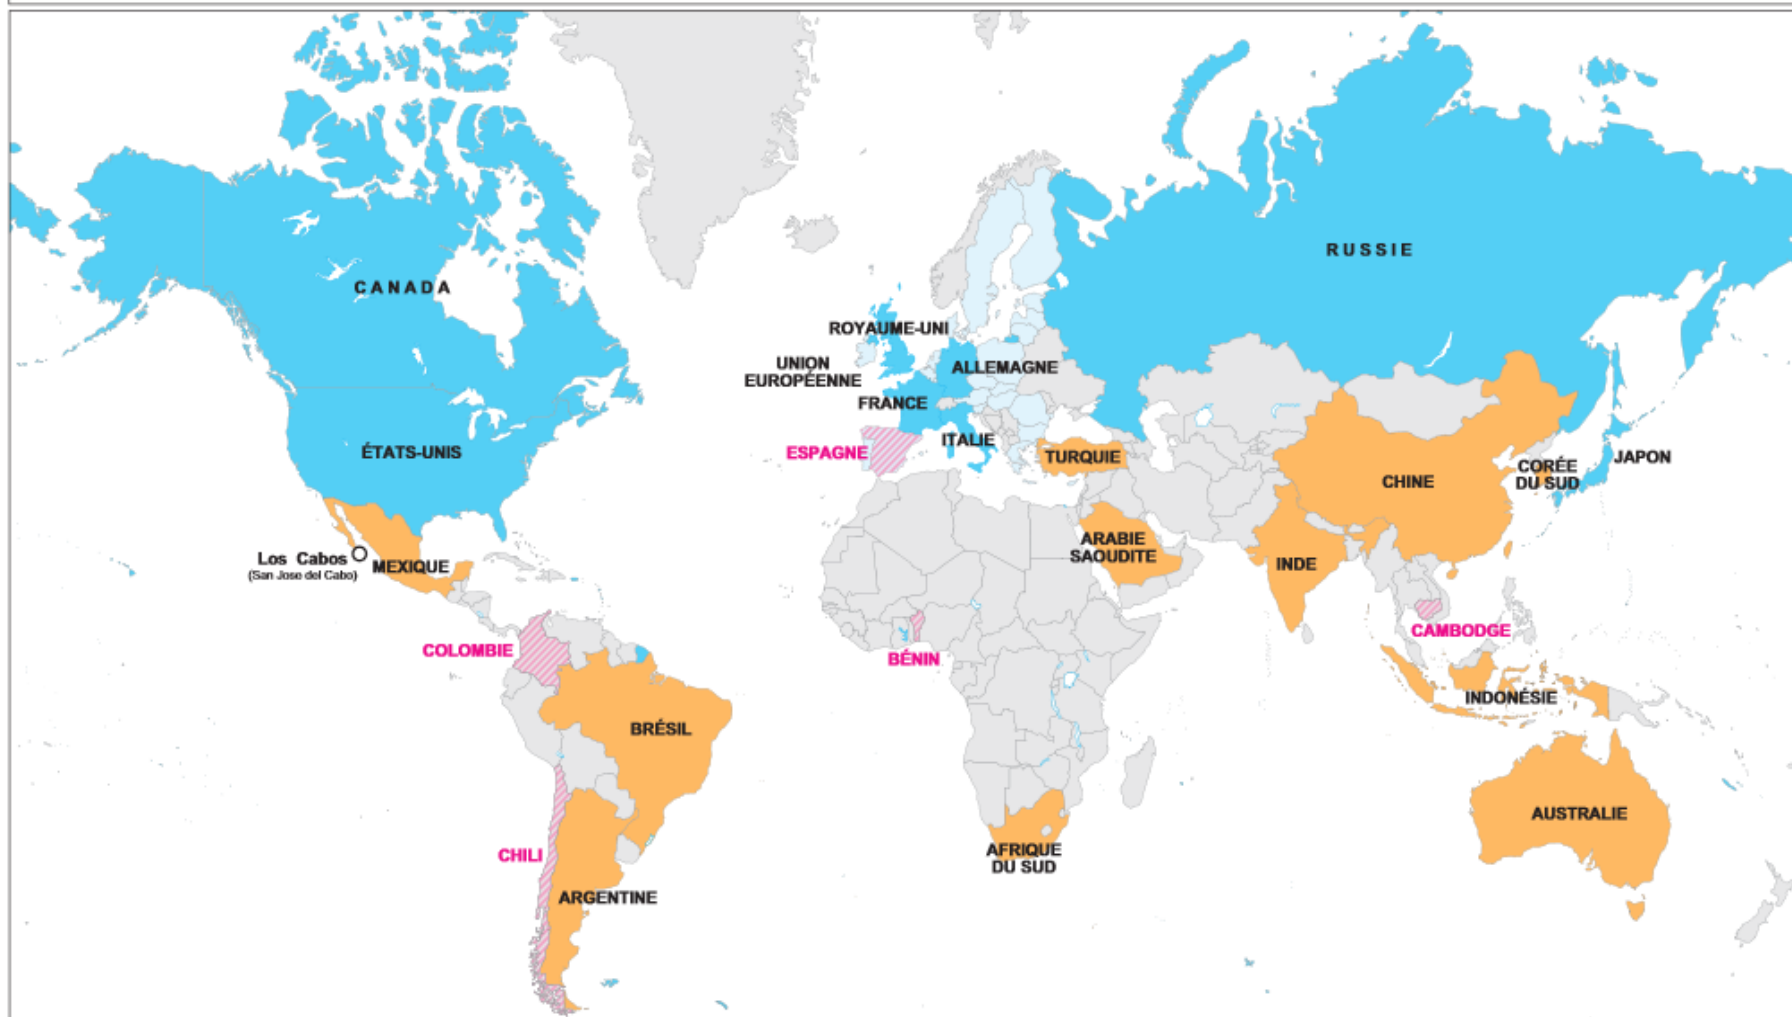 CANADA
RUSSIE
ROYAUME-UNI
UNION
EUROPÉENNE
ALLEMAGNE
FRANCE
ITALIE
ÉTATS-UNIS
ESPAGNE
TURQUIE
CHINE
CORÉE
DU SUD
JAPON
Los Cabos
(San Jose del Cabo)
MEXIQUE
ARABIE
SAOUDITE
INDE
COLOMBIE
BÉNIN
CAMBODGE
INDONÉSIE
BRÉSIL
AUSTRALIE
CHILI
AFRIQUE
DU SUD
ARGENTINE